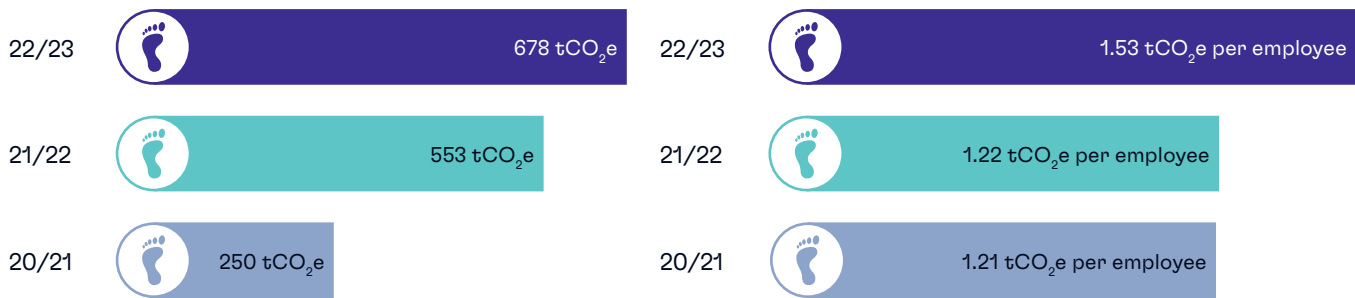 22/23 678 tCO₂e
21/22 553 tCO₂e
20/21 250 tCO₂e
22/23 1.53 tCO₂e per employee
21/22 1.22 tCO₂e per employee
20/21 1.21 tCO₂e per employee